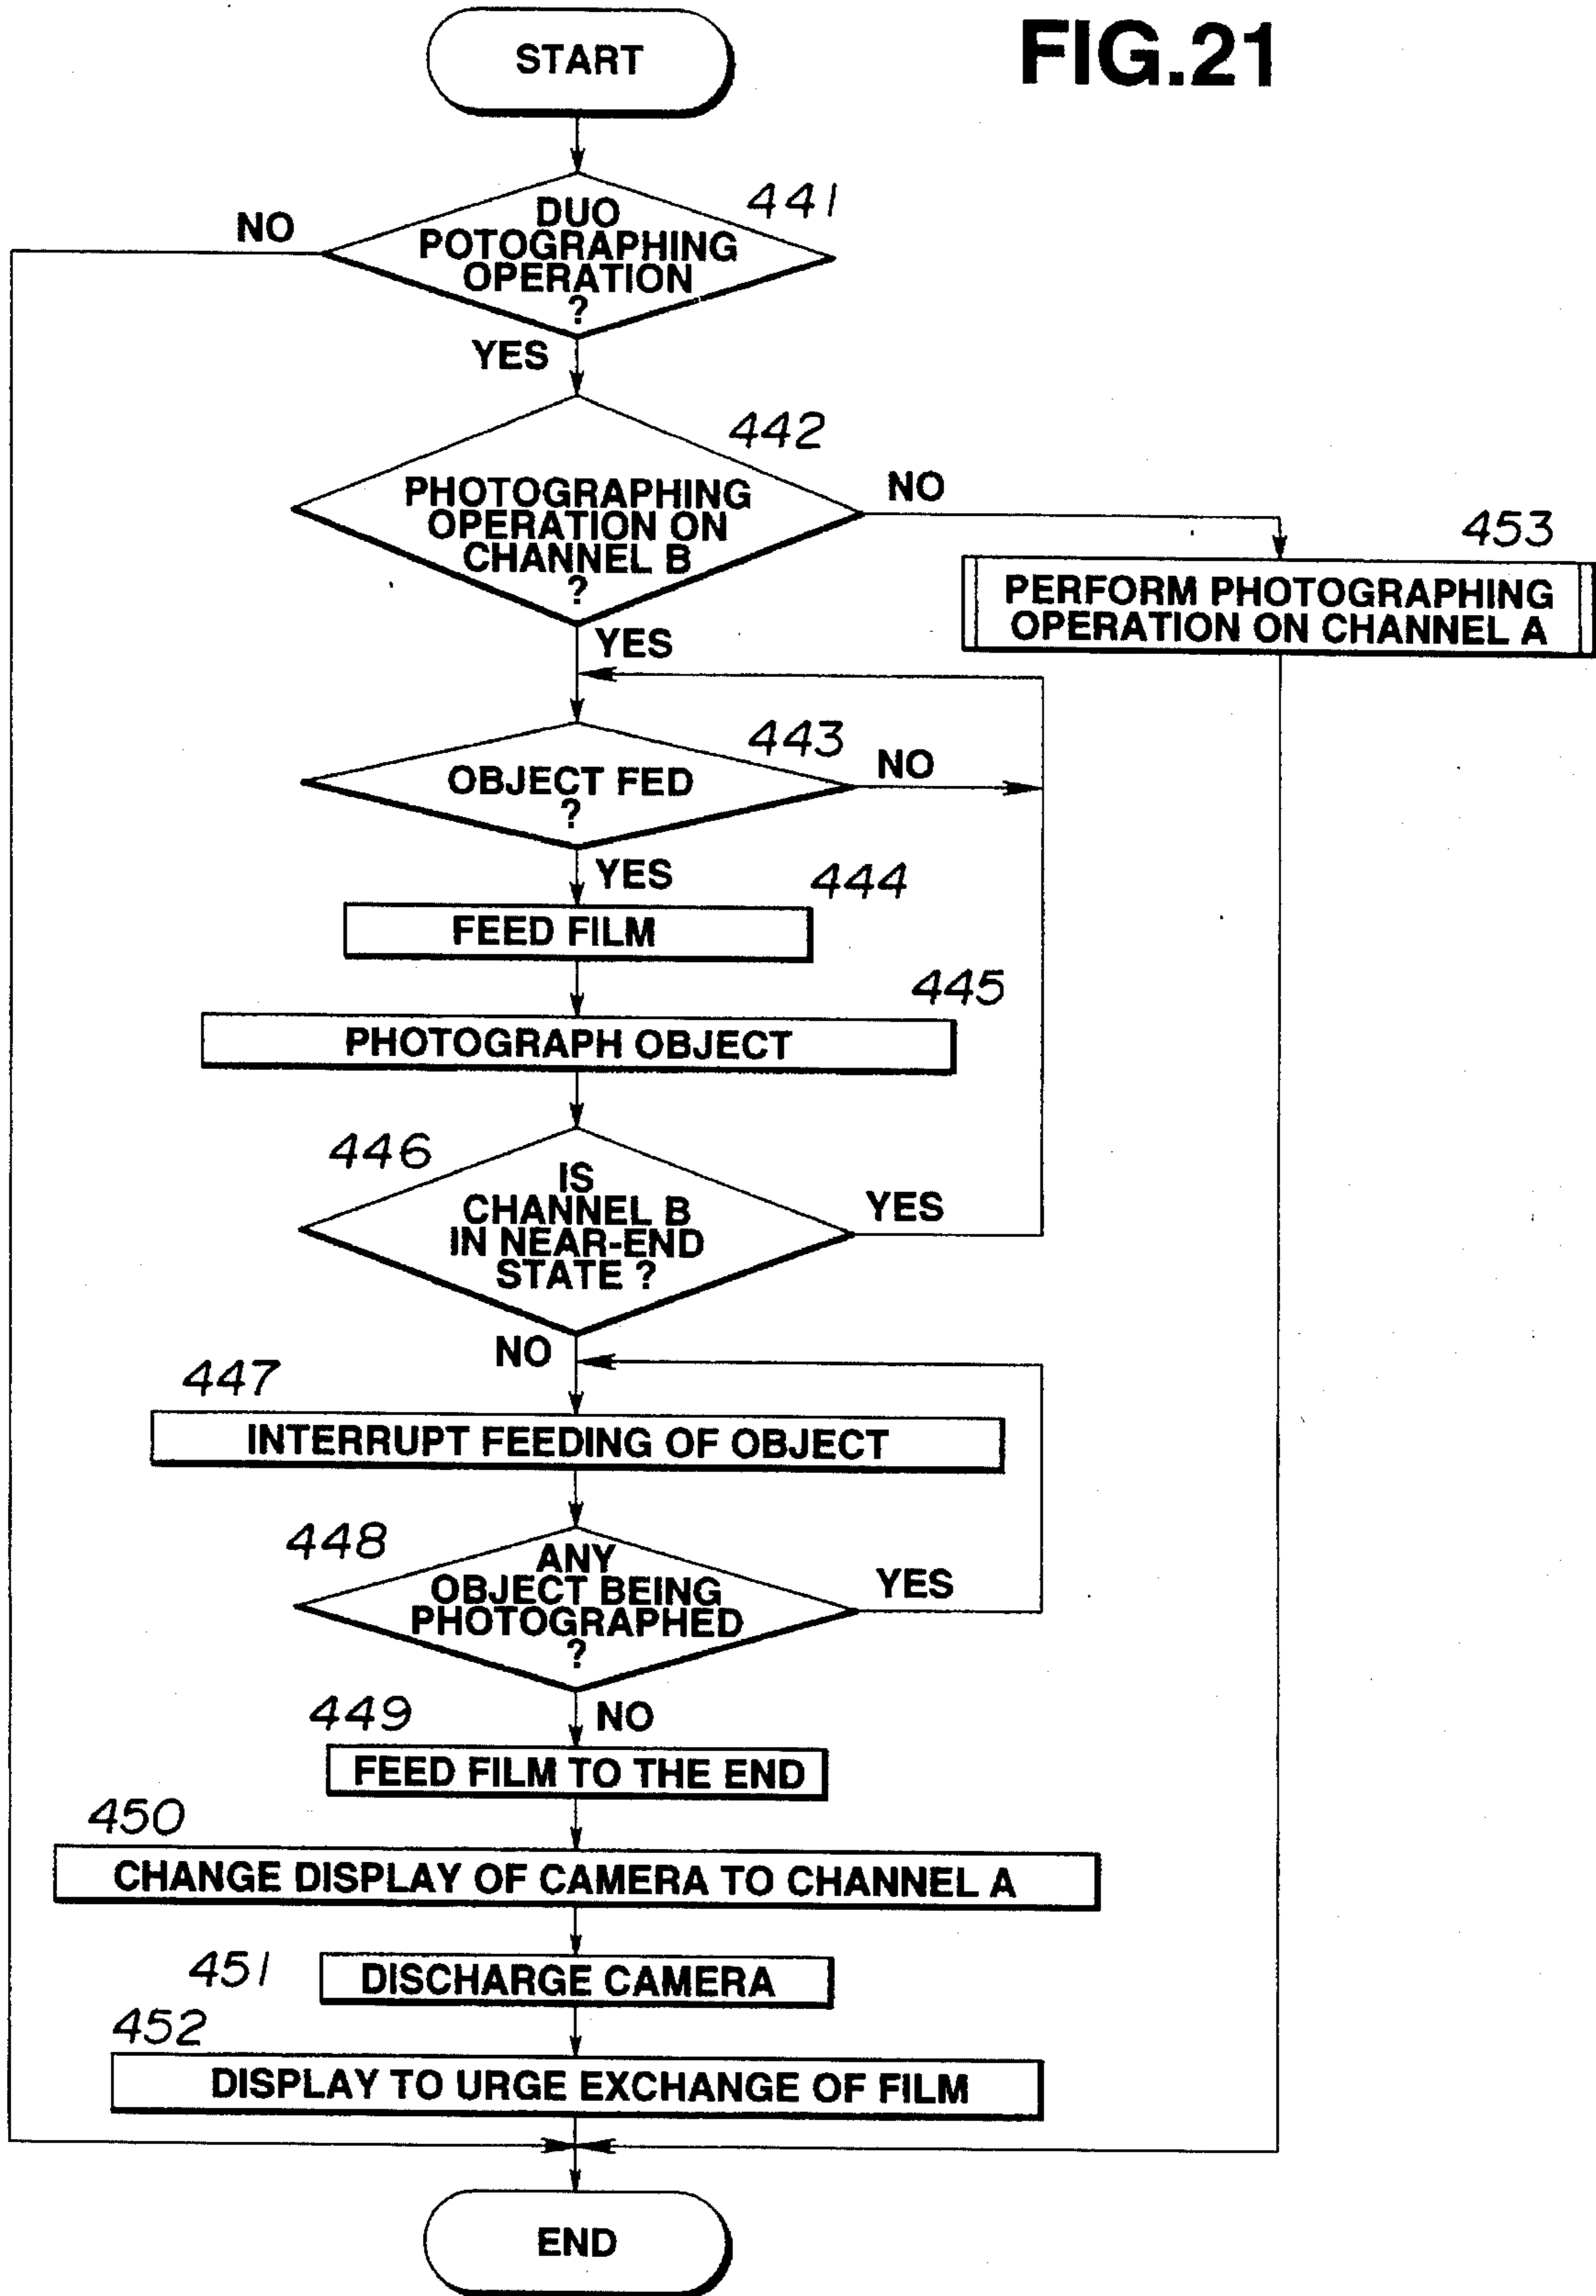 FIG.21
START
441
DUO
POTOGRAPHING
OPERATION
?
NO
YES
442
PHOTOGRAPHING
OPERATION ON
CHANNEL B
?
NO
YES
453
PERFORM PHOTOGRAPHING
OPERATION ON CHANNEL A
443
OBJECT FED
?
NO
YES
444
FEED FILM
445
PHOTOGRAPH OBJECT
446
IS
CHANNEL B
IN NEAR-END
STATE ?
YES
NO
447
INTERRUPT FEEDING OF OBJECT
448
ANY
OBJECT BEING
PHOTOGRAPHED
?
YES
NO
449
FEED FILM TO THE END
450
CHANGE DISPLAY OF CAMERA TO CHANNEL A
451
DISCHARGE CAMERA
452
DISPLAY TO URGE EXCHANGE OF FILM
END